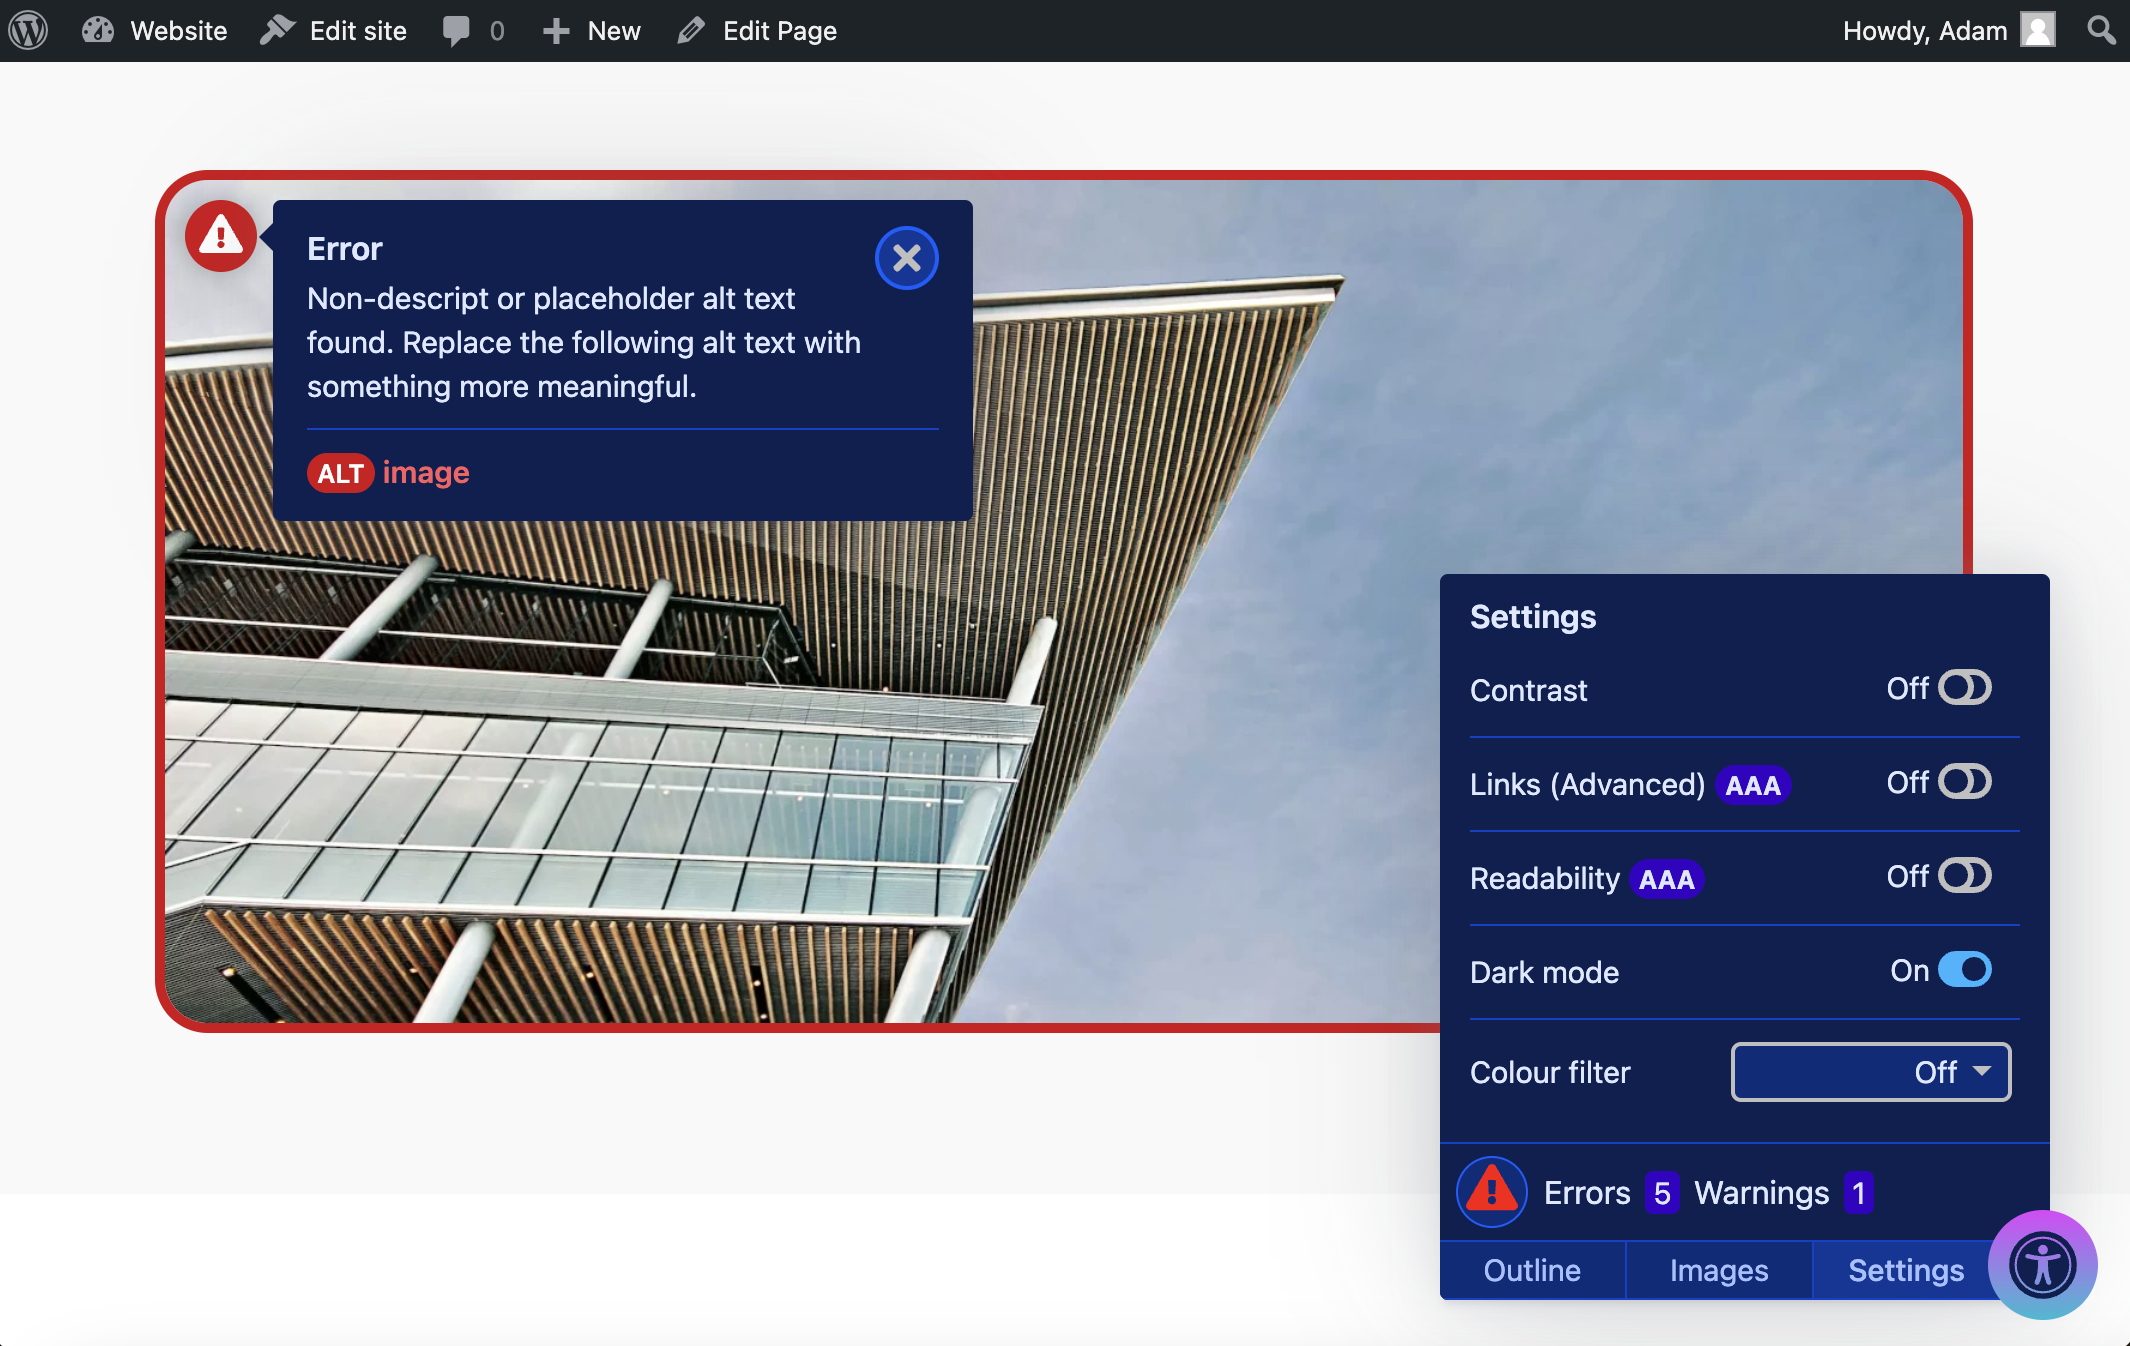 Website Edit site 0 New Edit Page Howdy, Adam
Error
Non-descript or placeholder alt text
found. Replace the following alt text with
something more meaningful.
ALT image
Settings
Contrast Off
Links (Advanced) AAA Off
Readability AAA Off
Dark mode On
Colour filter Off
Errors 5 Warnings 1
Outline Images Settings